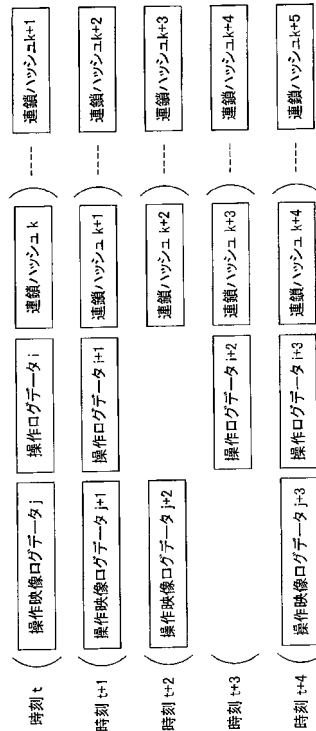 時刻 t ( 操作映像ログデータ j 操作ログデータ i 連鎖ハッシュ k ) ---- 連鎖ハッシュk+1
時刻 t+1 ( 操作映像ログデータ j+1 操作ログデータ i+1 連鎖ハッシュ k+1 ) ---- 連鎖ハッシュk+2
時刻 t+2 ( 操作映像ログデータ j+2 連鎖ハッシュ k+2 ) ---- 連鎖ハッシュk+3
時刻 t+3 ( 操作ログデータ i+2 連鎖ハッシュ k+3 ) ---- 連鎖ハッシュk+4
時刻 t+4 ( 操作映像ログデータ j+3 操作ログデータ i+3 連鎖ハッシュ k+4 ) ---- 連鎖ハッシュk+5